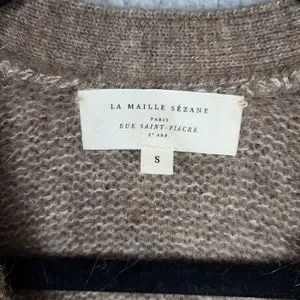 LA MAILLE SÉZANE
PARIS
RUE SAINT-FIACRE
2e ARR
S